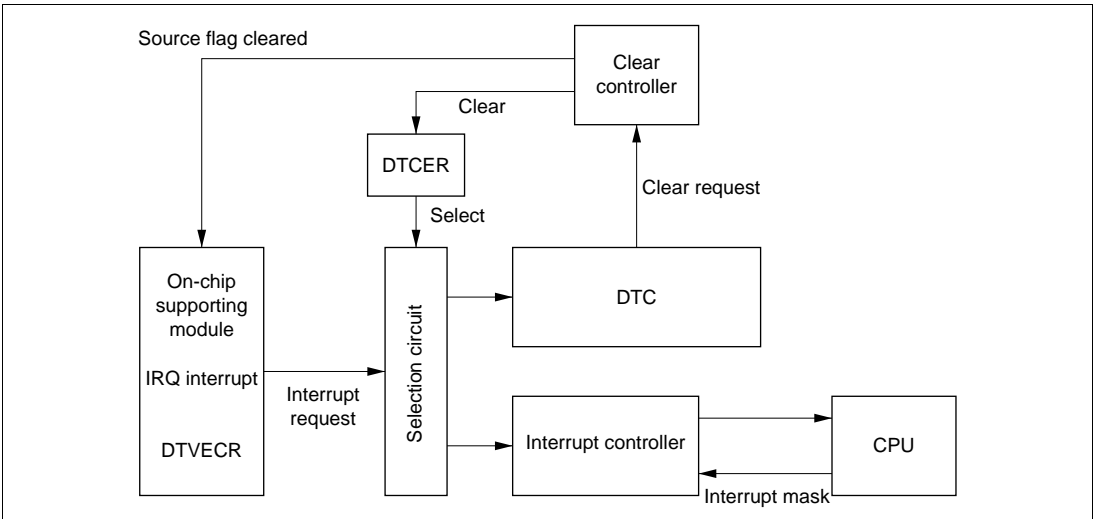 Source flag cleared
Clear
controller
Clear
DTCER
Clear request
Select
On-chip
supporting
module
IRQ interrupt
DTVECR
Interrupt
request
Selection circuit
DTC
Interrupt controller
CPU
Interrupt mask